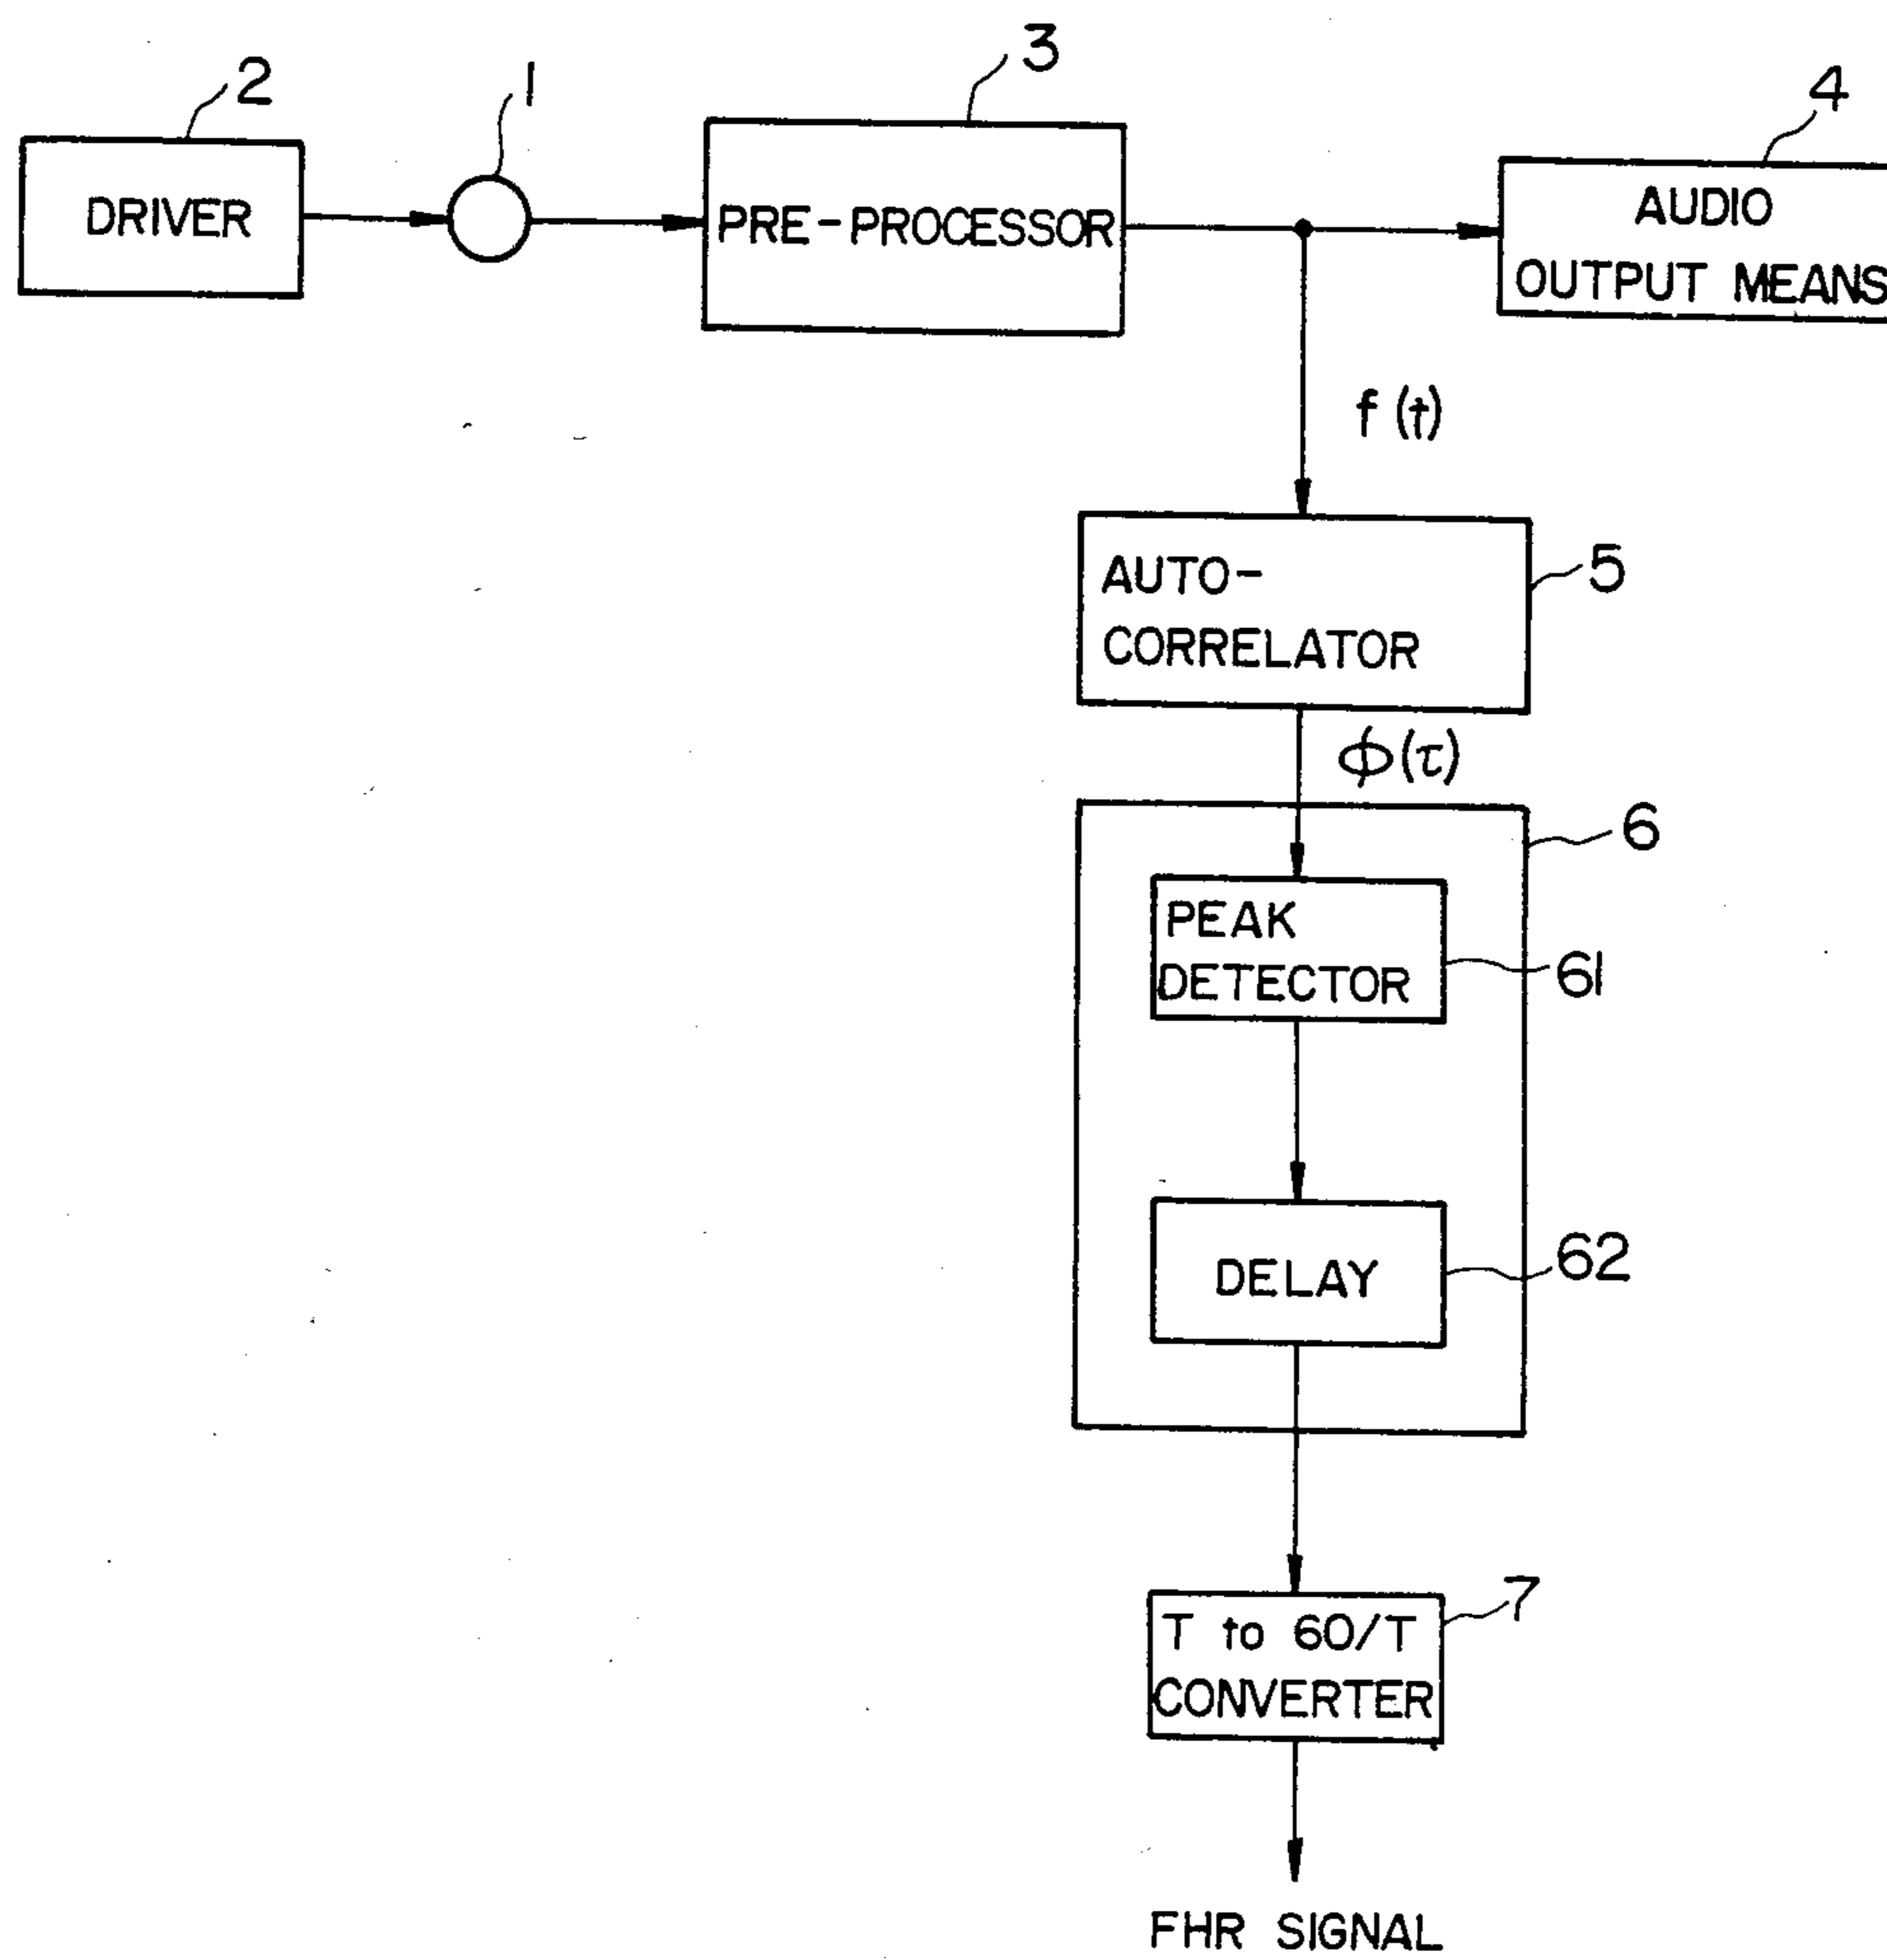 2
1
3
4
DRIVER
PRE-PROCESSOR
AUDIO
OUTPUT MEANS
f(t)
AUTO-
CORRELATOR
5
ϕ(τ)
6
PEAK
DETECTOR
61
DELAY
62
7
T to 60/T
CONVERTER
FHR SIGNAL